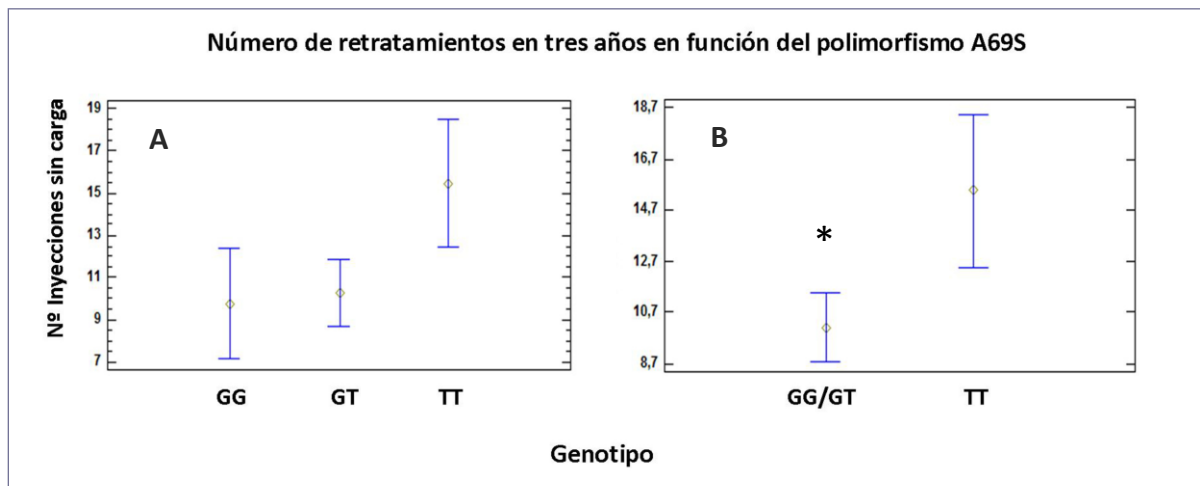 Número de retratamientos en tres años en función del polimorfismo A69S
Nº Inyecciones sin carga
A
19
17
15
13
11
9
7
GG GT TT
B
18,7
16,7
14,7
12,7
10,7
8,7
*
GG/GT TT
Genotipo